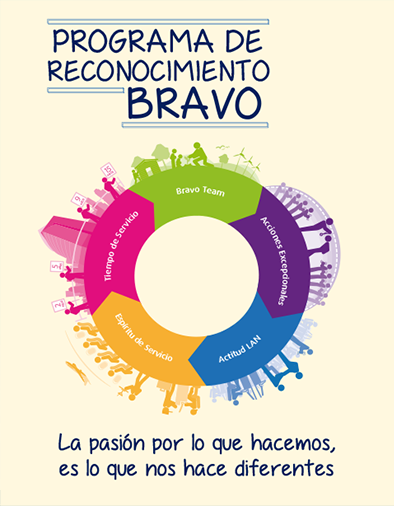 PROGRAMA DE
RECONOCIMIENTO
BRAVO
Bravo Team
Acciones Excepcionales
Actitud LAN
Espíritu de Servicio
Tiempo de Servicio
La pasión por lo que hacemos,
es lo que nos hace diferentes